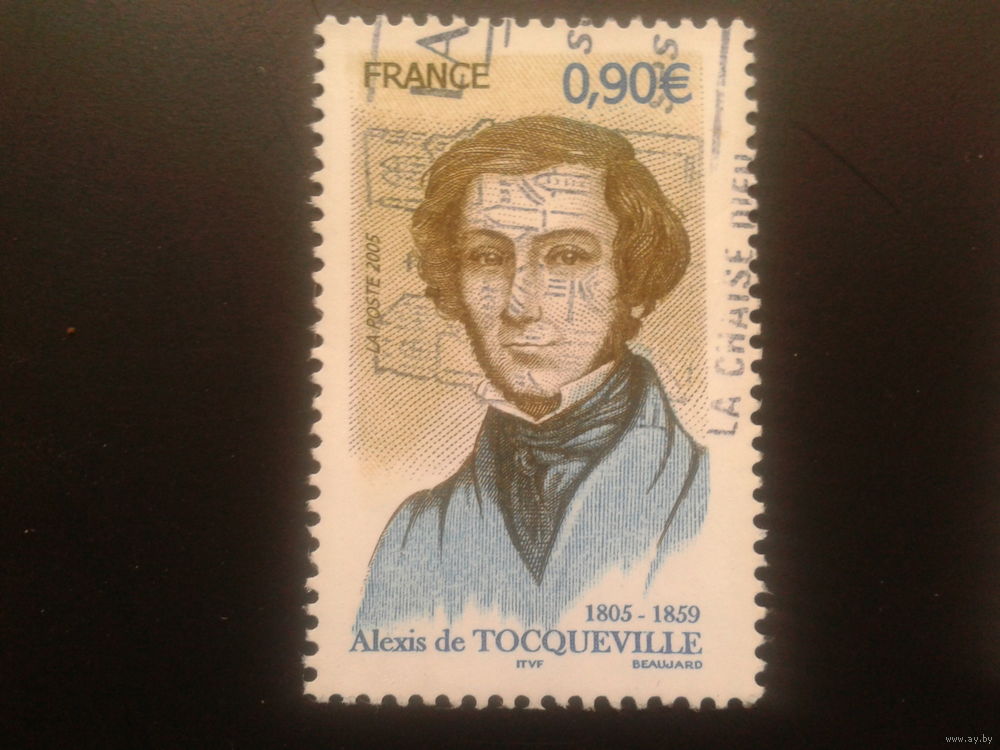 FRANCE 0,90€
LA POSTE 2005
LA CHAISE DIEU
1805 - 1859
Alexis de TOCQUEVILLE
ITVF BEAUJARD
www.ay.by